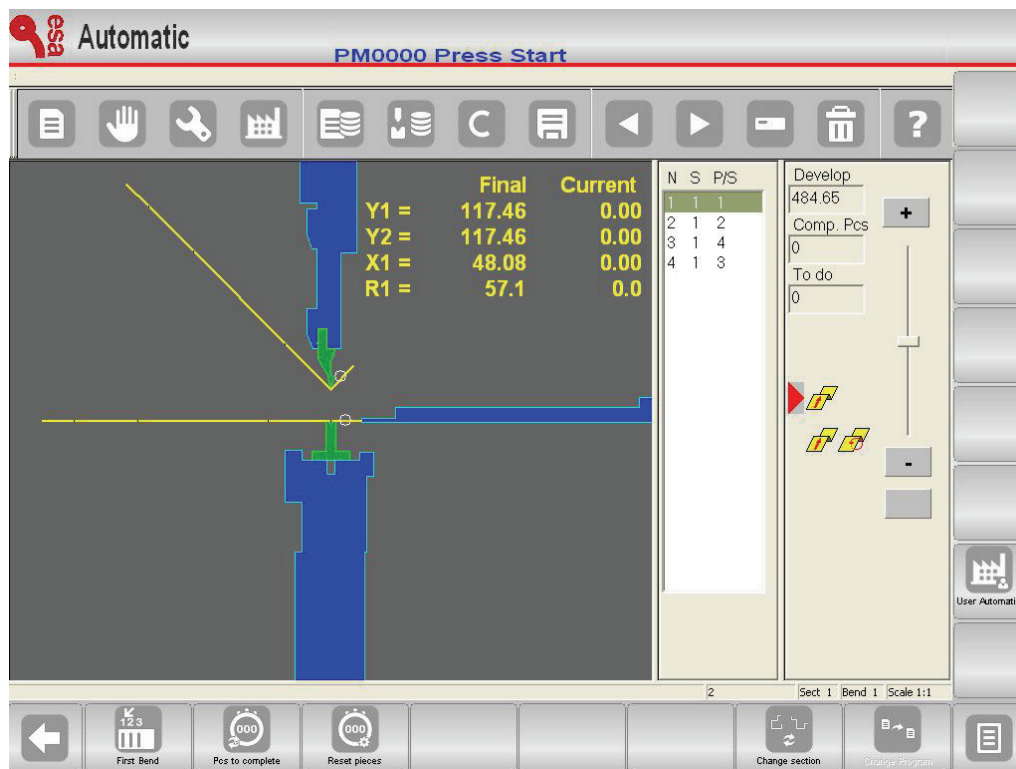 esa Automatic
PM0000 Press Start
:
C
?
Final Current
Y1 = 117.46 0.00
Y2 = 117.46 0.00
X1 = 48.08 0.00
R1 = 57.1 0.0
N S P/S
1 1 1
2 1 2
3 1 4
4 1 3
Develop
484.65
+
Comp. Pcs
0
To do
0
-
User Automati
2 Sect 1 Bend 1 Scale 1:1
123
000
000
B B
First Bend Pcs to complete Reset pieces Change section Change Program